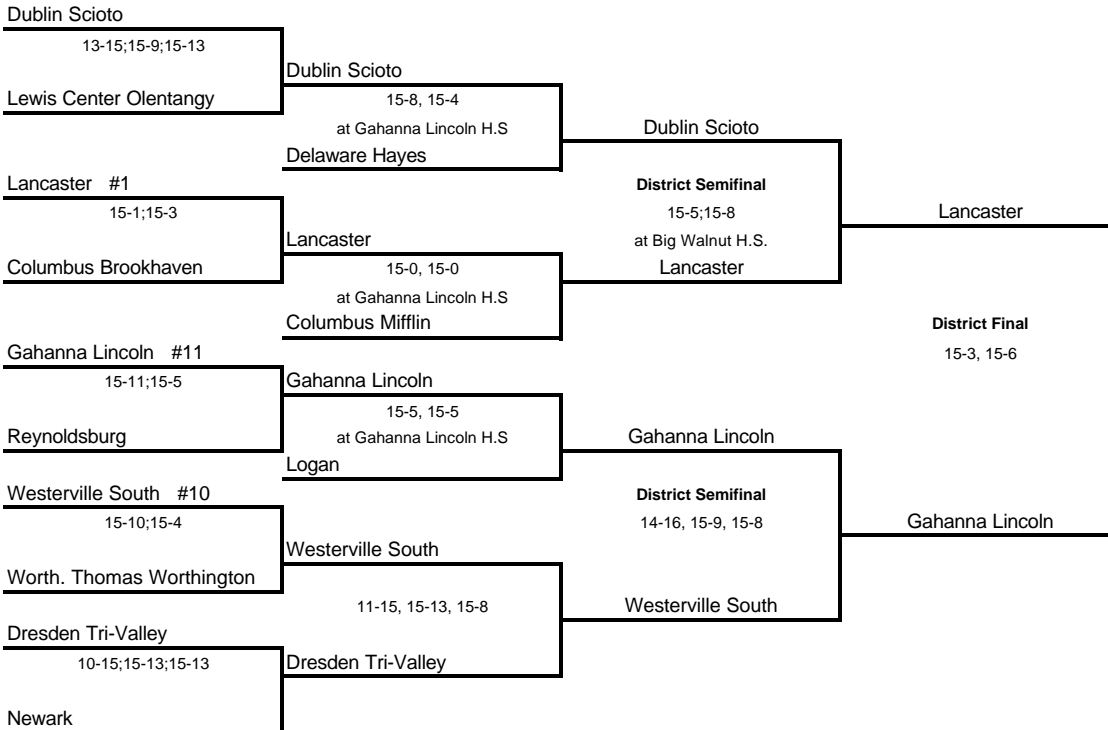 Dublin Scioto
13-15;15-9;15-13
Dublin Scioto
Lewis Center Olentangy
15-8, 15-4
at Gahanna Lincoln H.S
Dublin Scioto
Delaware Hayes
Lancaster #1
District Semifinal
15-1;15-3
15-5;15-8
Lancaster
Lancaster
at Big Walnut H.S.
Columbus Brookhaven
15-0, 15-0
Lancaster
at Gahanna Lincoln H.S
Columbus Mifflin
District Final
Gahanna Lincoln #11
15-3, 15-6
15-11;15-5
Gahanna Lincoln
15-5, 15-5
Reynoldsburg
at Gahanna Lincoln H.S
Gahanna Lincoln
Logan
Westerville South #10
District Semifinal
15-10;15-4
14-16, 15-9, 15-8
Gahanna Lincoln
Westerville South
Worth. Thomas Worthington
11-15, 15-13, 15-8
Westerville South
Dresden Tri-Valley
10-15;15-13;15-13
Dresden Tri-Valley
Newark